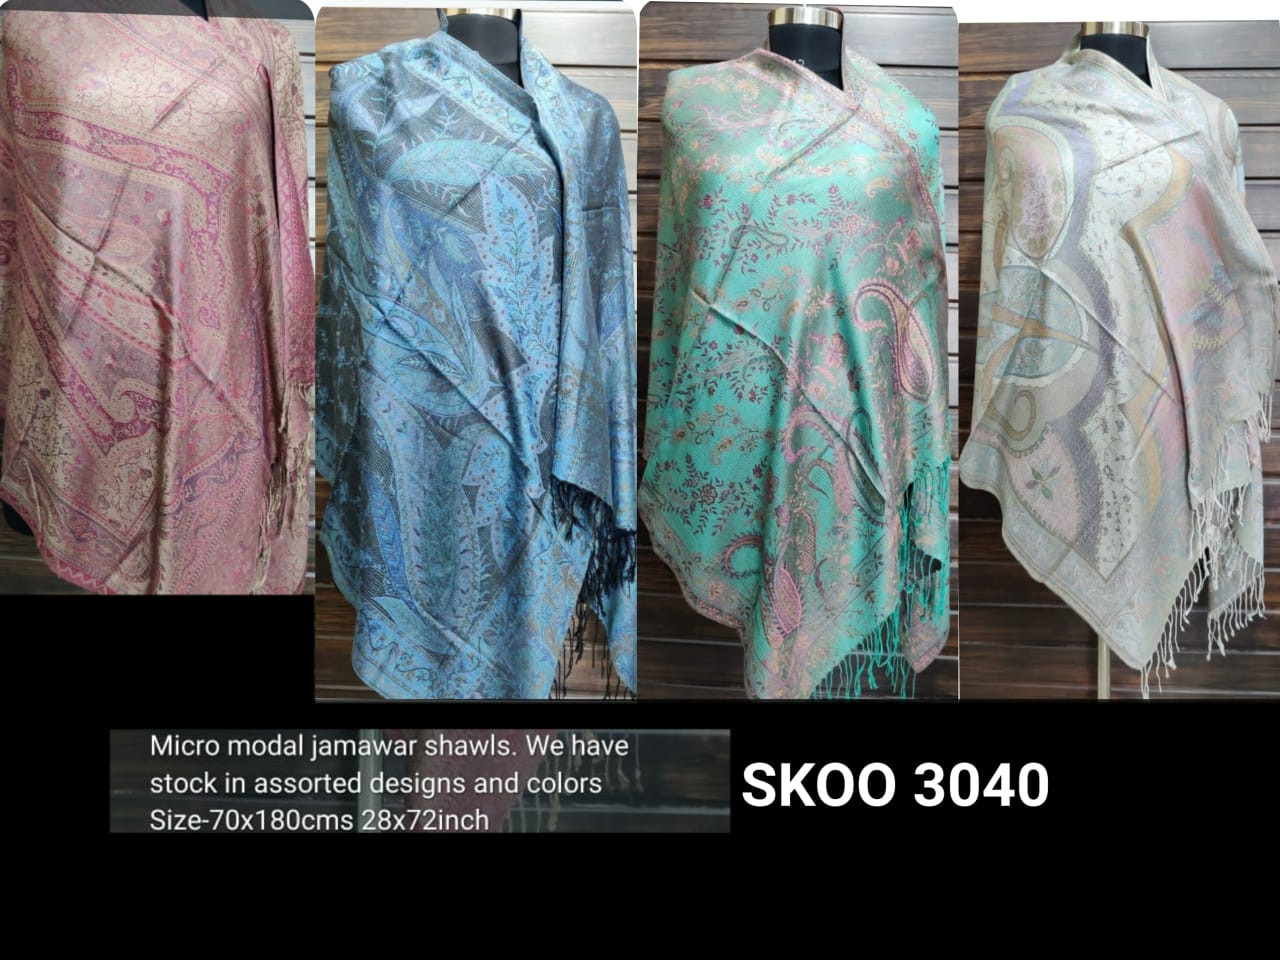 Micro modal jamawar shawls. We have
stock in assorted designs and colors
Size-70x180cms 28x72inch
SKOO 3040